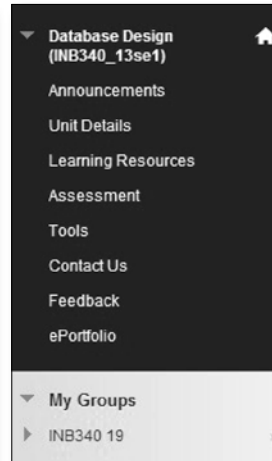 Database Design
(INB340_13se1)
Announcements
Unit Details
Learning Resources
Assessment
Tools
Contact Us
Feedback
ePortfolio
My Groups
INB340 19